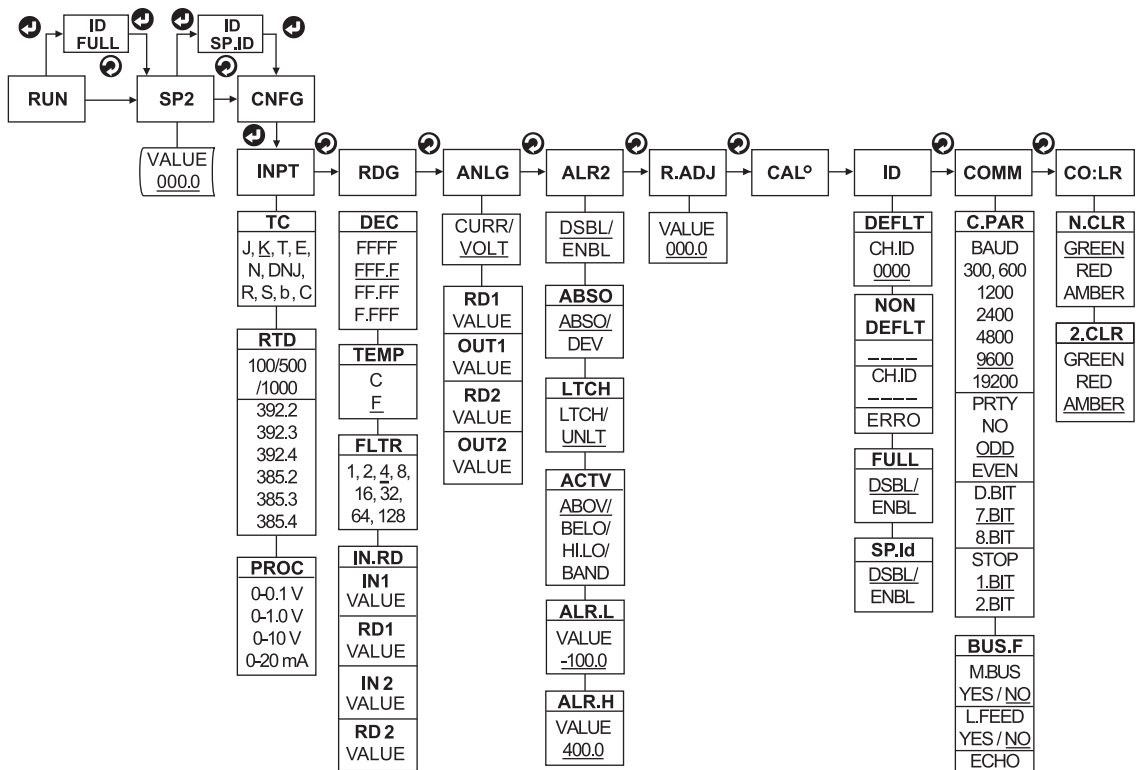 ID
FULL
ID
SP.ID
RUN
SP2
CNFG
VALUE
000.0
INPT
RDG
ANLG
ALR2
R.ADJ
CALº
ID
COMM
CO:LR
TC
J, K, T, E,
N, DNJ,
R, S, b, C
RTD
100/500
/1000
392.2
392.3
392.4
385.2
385.3
385.4
PROC
0-0.1 V
0-1.0 V
0-10 V
0-20 mA
DEC
FFFF
FFF.F
FF.FF
F.FFF
TEMP
C
F
FLTR
1, 2, 4, 8,
16, 32,
64, 128
IN.RD
IN1
VALUE
RD1
VALUE
IN 2
VALUE
RD 2
VALUE
CURR/
VOLT
RD1
VALUE
OUT1
VALUE
RD2
VALUE
OUT2
VALUE
DSBL/
ENBL
ABSO
ABSO/
DEV
LTCH
LTCH/
UNLT
ACTV
ABOV/
BELO/
HI.LO/
BAND
ALR.L
VALUE
-100.0
ALR.H
VALUE
400.0
VALUE
000.0
DEFLT
CH.ID
0000
NON
DEFLT
_ _ _ _
CH.ID
_ _ _ _
ERRO
FULL
DSBL/
ENBL
SP.Id
DSBL/
ENBL
C.PAR
BAUD
300, 600
1200
2400
4800
9600
19200
PRTY
NO
ODD
EVEN
D.BIT
7.BIT
8.BIT
STOP
1.BIT
2.BIT
BUS.F
M.BUS
YES / NO
L.FEED
YES / NO
ECHO
N.CLR
GREEN
RED
AMBER
2.CLR
GREEN
RED
AMBER